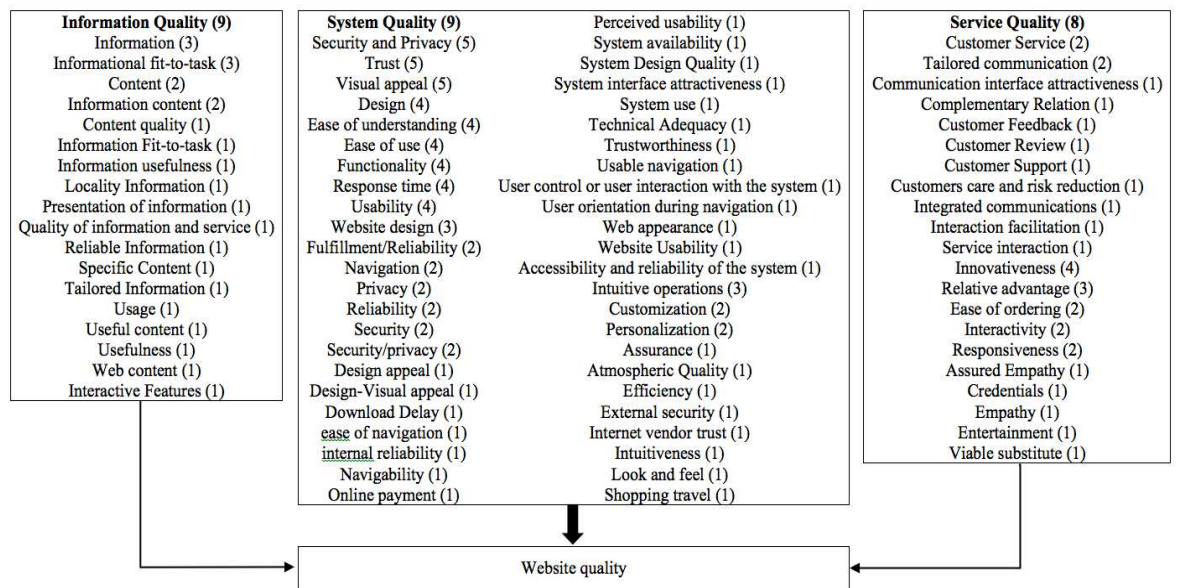 Information Quality (9)
Information (3)
Informational fit-to-task (3)
Content (2)
Information content (2)
Content quality (1)
Information Fit-to-task (1)
Information usefulness (1)
Locality Information (1)
Presentation of information (1)
Quality of information and service (1)
Reliable Information (1)
Specific Content (1)
Tailored Information (1)
Usage (1)
Useful content (1)
Usefulness (1)
Web content (1)
Interactive Features (1)
System Quality (9)
Security and Privacy (5)
Trust (5)
Visual appeal (5)
Design (4)
Ease of understanding (4)
Ease of use (4)
Functionality (4)
Response time (4)
Usability (4)
Website design (3)
Fulfillment/Reliability (2)
Navigation (2)
Privacy (2)
Reliability (2)
Security (2)
Security/privacy (2)
Design appeal (1)
Design-Visual appeal (1)
Download Delay (1)
ease of navigation (1)
internal reliability (1)
Navigability (1)
Online payment (1)
Perceived usability (1)
System availability (1)
System Design Quality (1)
System interface attractiveness (1)
System use (1)
Technical Adequacy (1)
Trustworthiness (1)
Usable navigation (1)
User control or user interaction with the system (1)
User orientation during navigation (1)
Web appearance (1)
Website Usability (1)
Accessibility and reliability of the system (1)
Intuitive operations (3)
Customization (2)
Personalization (2)
Assurance (1)
Atmospheric Quality (1)
Efficiency (1)
External security (1)
Internet vendor trust (1)
Intuitiveness (1)
Look and feel (1)
Shopping travel (1)
Service Quality (8)
Customer Service (2)
Tailored communication (2)
Communication interface attractiveness (1)
Complementary Relation (1)
Customer Feedback (1)
Customer Review (1)
Customer Support (1)
Customers care and risk reduction (1)
Integrated communications (1)
Interaction facilitation (1)
Service interaction (1)
Innovativeness (4)
Relative advantage (3)
Ease of ordering (2)
Interactivity (2)
Responsiveness (2)
Assured Empathy (1)
Credentials (1)
Empathy (1)
Entertainment (1)
Viable substitute (1)
Website quality